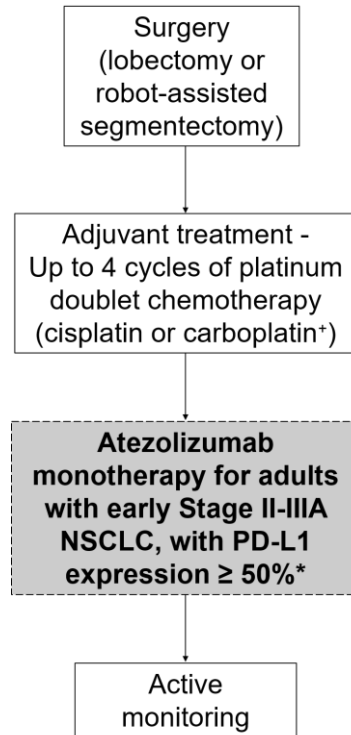 Surgery
(lobectomy or
robot-assisted
segmentectomy)
Adjuvant treatment -
Up to 4 cycles of platinum
doublet chemotherapy
(cisplatin or carboplatin⁺)
Atezolizumab
monotherapy for adults
with early Stage II-IIIA
NSCLC, with PD-L1
expression ≥ 50%*
Active
monitoring